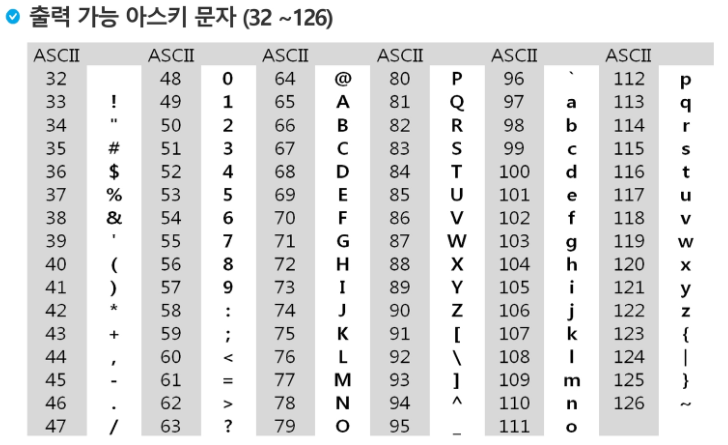 출력 가능 아스키 문자 (32 ~126)
ASCII ASCII ASCII ASCII ASCII ASCII
32 48 0 64 @ 80 P 96 ` 112 p
33 ! 49 1 65 A 81 Q 97 a 113 q
34 " 50 2 66 B 82 R 98 b 114 r
35 # 51 3 67 C 83 S 99 c 115 s
36 $ 52 4 68 D 84 T 100 d 116 t
37 % 53 5 69 E 85 U 101 e 117 u
38 & 54 6 70 F 86 V 102 f 118 v
39 ' 55 7 71 G 87 W 103 g 119 w
40 ( 56 8 72 H 88 X 104 h 120 x
41 ) 57 9 73 I 89 Y 105 i 121 y
42 * 58 : 74 J 90 Z 106 j 122 z
43 + 59 ; 75 K 91 [ 107 k 123 {
44 , 60 < 76 L 92 \ 108 l 124 |
45 - 61 = 77 M 93 ] 109 m 125 }
46 . 62 > 78 N 94 ^ 110 n 126 ~
47 / 63 ? 79 O 95 _ 111 o